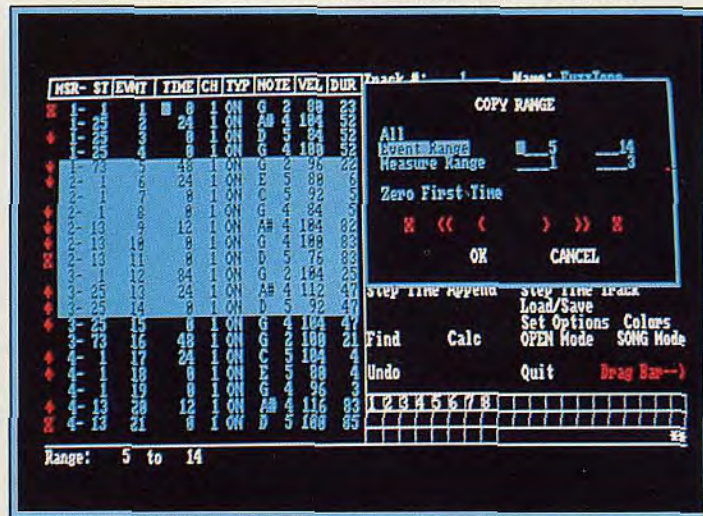 Track #: 1 Name: FuzzTone
MSR- ST EVNT TIME CH TYP NOTE VEL DUR
1- 1 1 0 1 ON G 2 80 23
1- 25 2 24 1 ON A# 4 104 52
1- 25 3 0 1 ON D 5 84 52
1- 25 4 0 1 ON G 4 100 52
1- 73 5 48 1 ON G 2 96 22
2- 1 6 24 1 ON E 5 80 6
2- 1 7 0 1 ON C 5 92 5
2- 1 8 0 1 ON G 4 84 5
2- 13 9 12 1 ON A# 4 104 82
2- 13 10 0 1 ON G 4 100 83
2- 13 11 0 1 ON D 5 76 83
3- 1 12 84 1 ON G 2 104 25
3- 25 13 24 1 ON A# 4 112 47
3- 25 14 0 1 ON D 5 92 47
3- 25 15 0 1 ON G 4 104 47
3- 73 16 48 1 ON G 2 100 21
4- 1 17 24 1 ON C 5 104 4
4- 1 18 0 1 ON E 5 80 4
4- 1 19 0 1 ON G 4 96 3
4- 13 20 12 1 ON A# 4 116 83
4- 13 21 0 1 ON D 5 108 85
COPY RANGE
All
Event Range 5 14
Measure Range 1 3
Zero First Time
<< < > >>
OK CANCEL
Step Time Append Step Time Track
Load/Save
Set Options Colors
Find Calc OPEN Mode SONG Mode
Undo Quit Drag Bar-->
1 2 3 4 5 6 7 8
**
Range: 5 to 14